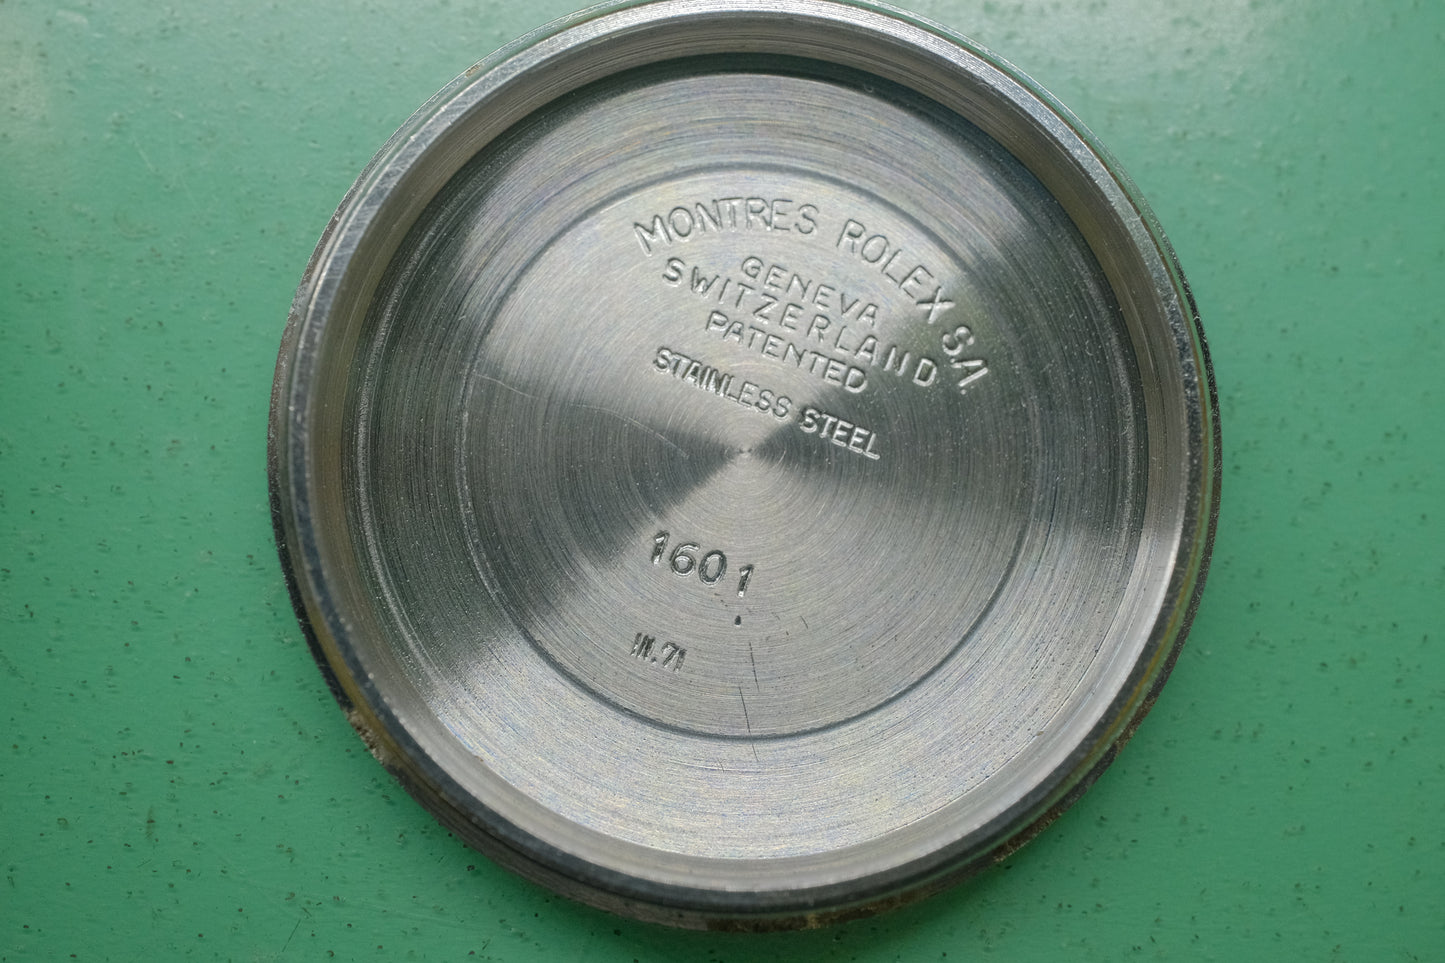 MONTRES ROLEX S.A.
GENEVA
SWITZERLAND
PATENTED
STAINLESS STEEL
1601
III.71